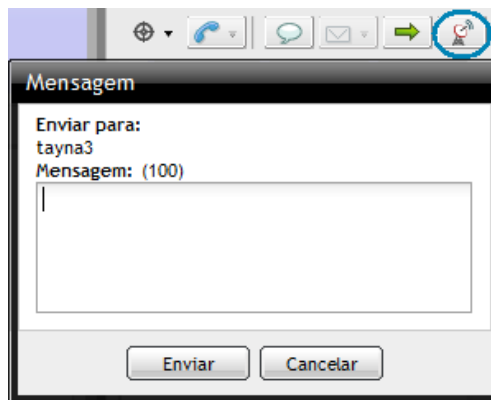 Mensagem
Enviar para:
tayna3
Mensagem: (100)
Enviar Cancelar